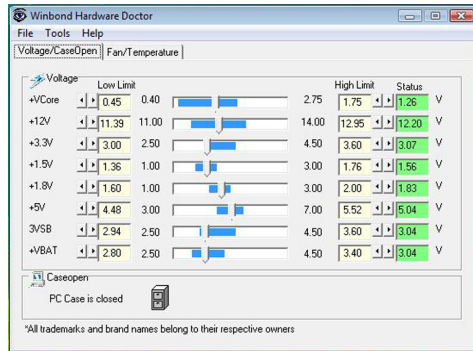 Winbond Hardware Doctor
File Tools Help
Voltage/CaseOpen Fan/Temperature
Voltage Low Limit High Limit Status
+VCore 0.45 0.40 2.75 1.75 1.26 V
+12V 11.39 11.00 14.00 12.95 12.20 V
+3.3V 3.00 2.50 4.50 3.60 3.07 V
+1.5V 1.36 1.00 3.00 1.76 1.56 V
+1.8V 1.60 1.00 3.00 2.00 1.83 V
+5V 4.48 3.00 7.00 5.52 5.04 V
3VSB 2.94 2.50 4.50 3.60 3.04 V
+VBAT 2.80 2.50 4.50 3.40 3.04 V
Caseopen
PC Case is closed
*All trademarks and brand names belong to their respective owners